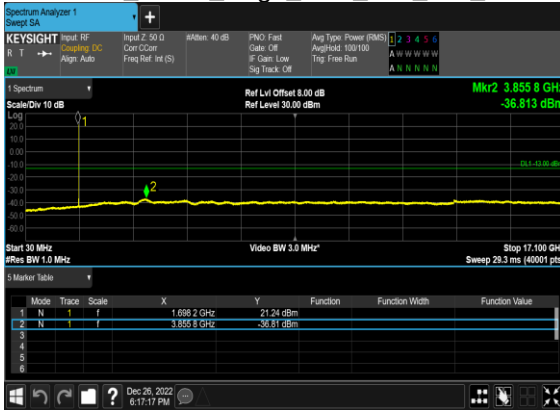 Spectrum Analyzer 1
Swept SA
+
KEYSIGHT Input: RF Input Z: 50 Ω #Atten: 40 dB PNO: Fast Avg Type: Power (RMS) 1 2 3 4 5 6
R T Coupling: DC Corr CCorr Gate: Off Avg|Hold: 100/100 A W W W W W
Align: Auto Freq Ref: Int (S) IF Gain: Low Trig: Free Run
Sig Track: Off A N N N N N
1 Spectrum Ref Lvl Offset 8.00 dB Mkr2 3.855 8 GHz
Scale/Div 10 dB Ref Level 30.00 dBm -36.813 dBm
Log
20.0
10.0
0.00
-10.0
-20.0
-30.0
-40.0
-50.0
-60.0
1
2
DL1 -13.00 dBm
Start 30 MHz Video BW 3.0 MHz* Stop 17.100 GHz
#Res BW 1.0 MHz Sweep 29.3 ms (40001 pts)
5 Marker Table
Mode Trace Scale X Y Function Function Width Function Value
1 N 1 f 1.698 2 GHz 21.24 dBm
2 N 1 f 3.855 8 GHz -36.81 dBm
3
4
5
6
? Dec 26, 2022
6:17:17 PM